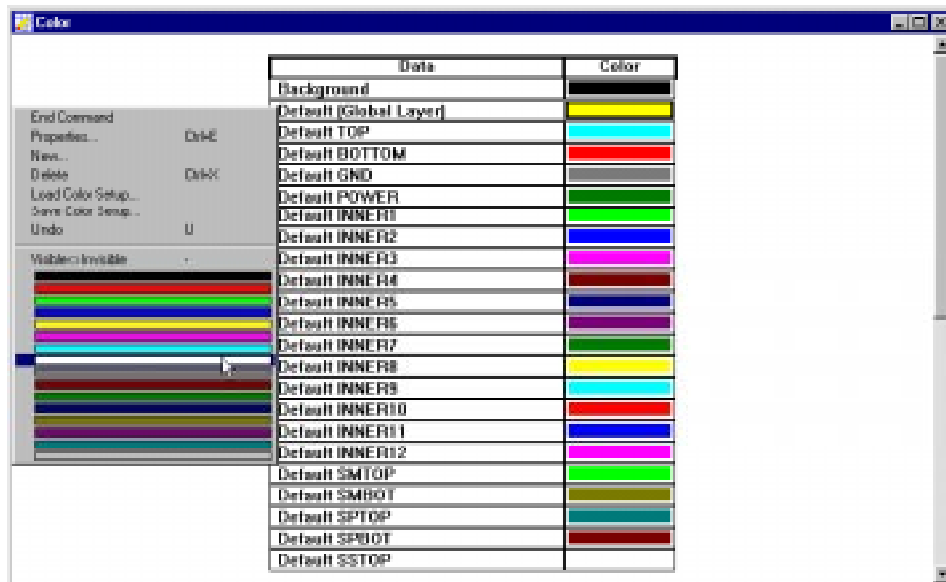 Color
Data Color
Background
Default [Global Layer]
Default TOP
Default BOTTOM
Default GND
Default POWER
Default INNER1
Default INNER2
Default INNER3
Default INNER4
Default INNER5
Default INNER6
Default INNER7
Default INNER8
Default INNER9
Default INNER10
Default INNER11
Default INNER12
Default SMTOP
Default SMBOT
Default SPTOP
Default SPBOT
Default SSTOP
End Command
Properties... Ctrl+E
New...
Delete Ctrl+X
Load Color Setup...
Save Color Setup...
Undo U
Visible<>Invisible -